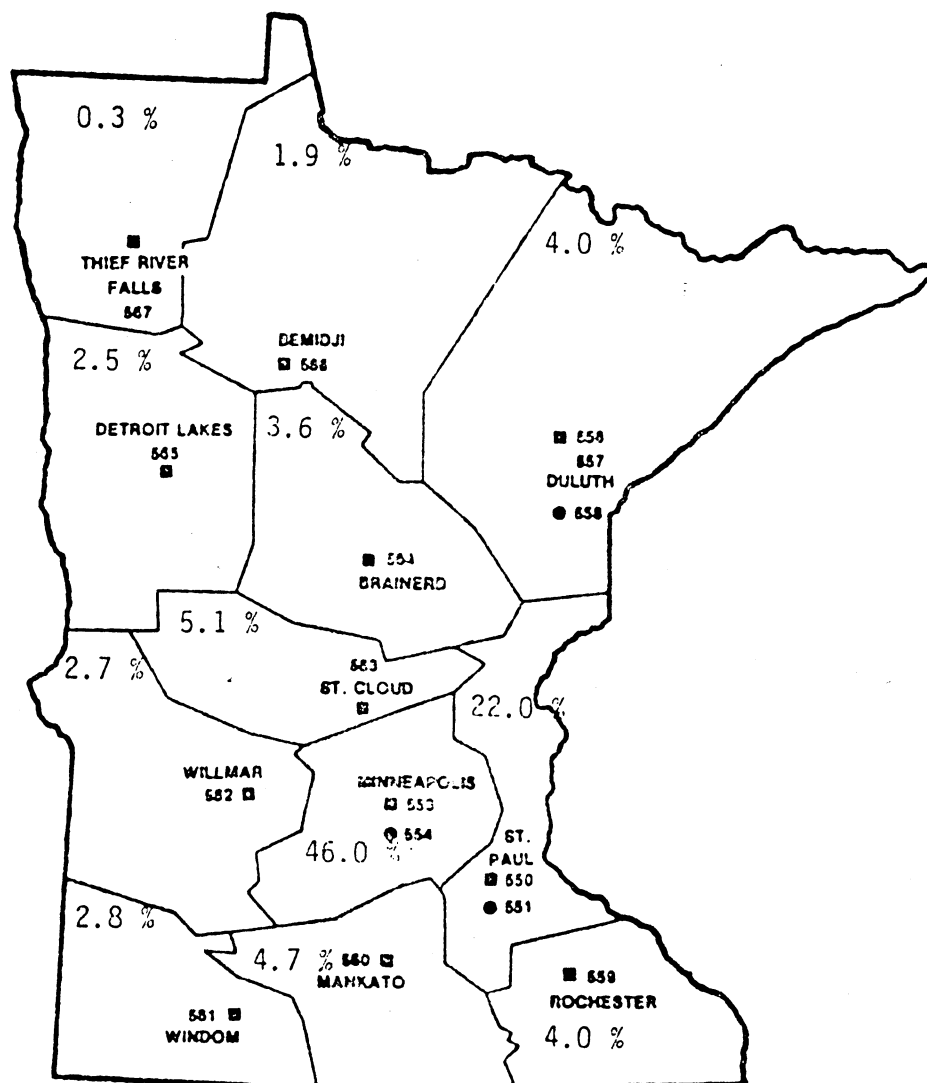 0.3 %
1.9 %
4.0 %
THIEF RIVER
FALLS
567
2.5 %
BEMIDJI
566
3.6 %
DETROIT LAKES
565
556
557
DULUTH
558
564
BRAINERD
5.1 %
2.7 %
563
ST. CLOUD
22.0 %
WILLMAR
562
MINNEAPOLIS
553
554
46.0 %
ST.
PAUL
550
551
2.8 %
4.7 %
560
MANKATO
559
ROCHESTER
4.0 %
561
WINDOM